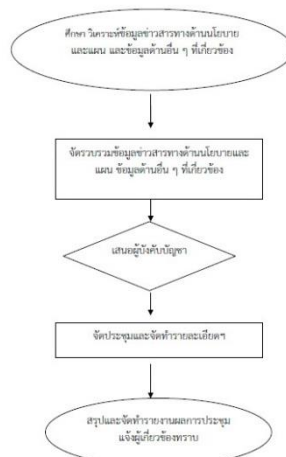 ศึกษา วิเคราะห์ข้อมูลข่าวสารทางด้านนโยบาย
และแผน และข้อมูลด้านอื่น ๆ ที่เกี่ยวข้อง
จัดรวบรวมข้อมูลข่าวสารทางด้านนโยบายและ
แผน ข้อมูลด้านอื่น ๆ ที่เกี่ยวข้อง
เสนอผู้บังคับบัญชา
จัดประชุมและจัดทำรายละเอียดฯ
สรุปและจัดทำรายงานผลการประชุม
แจ้งผู้เกี่ยวข้องทราบ